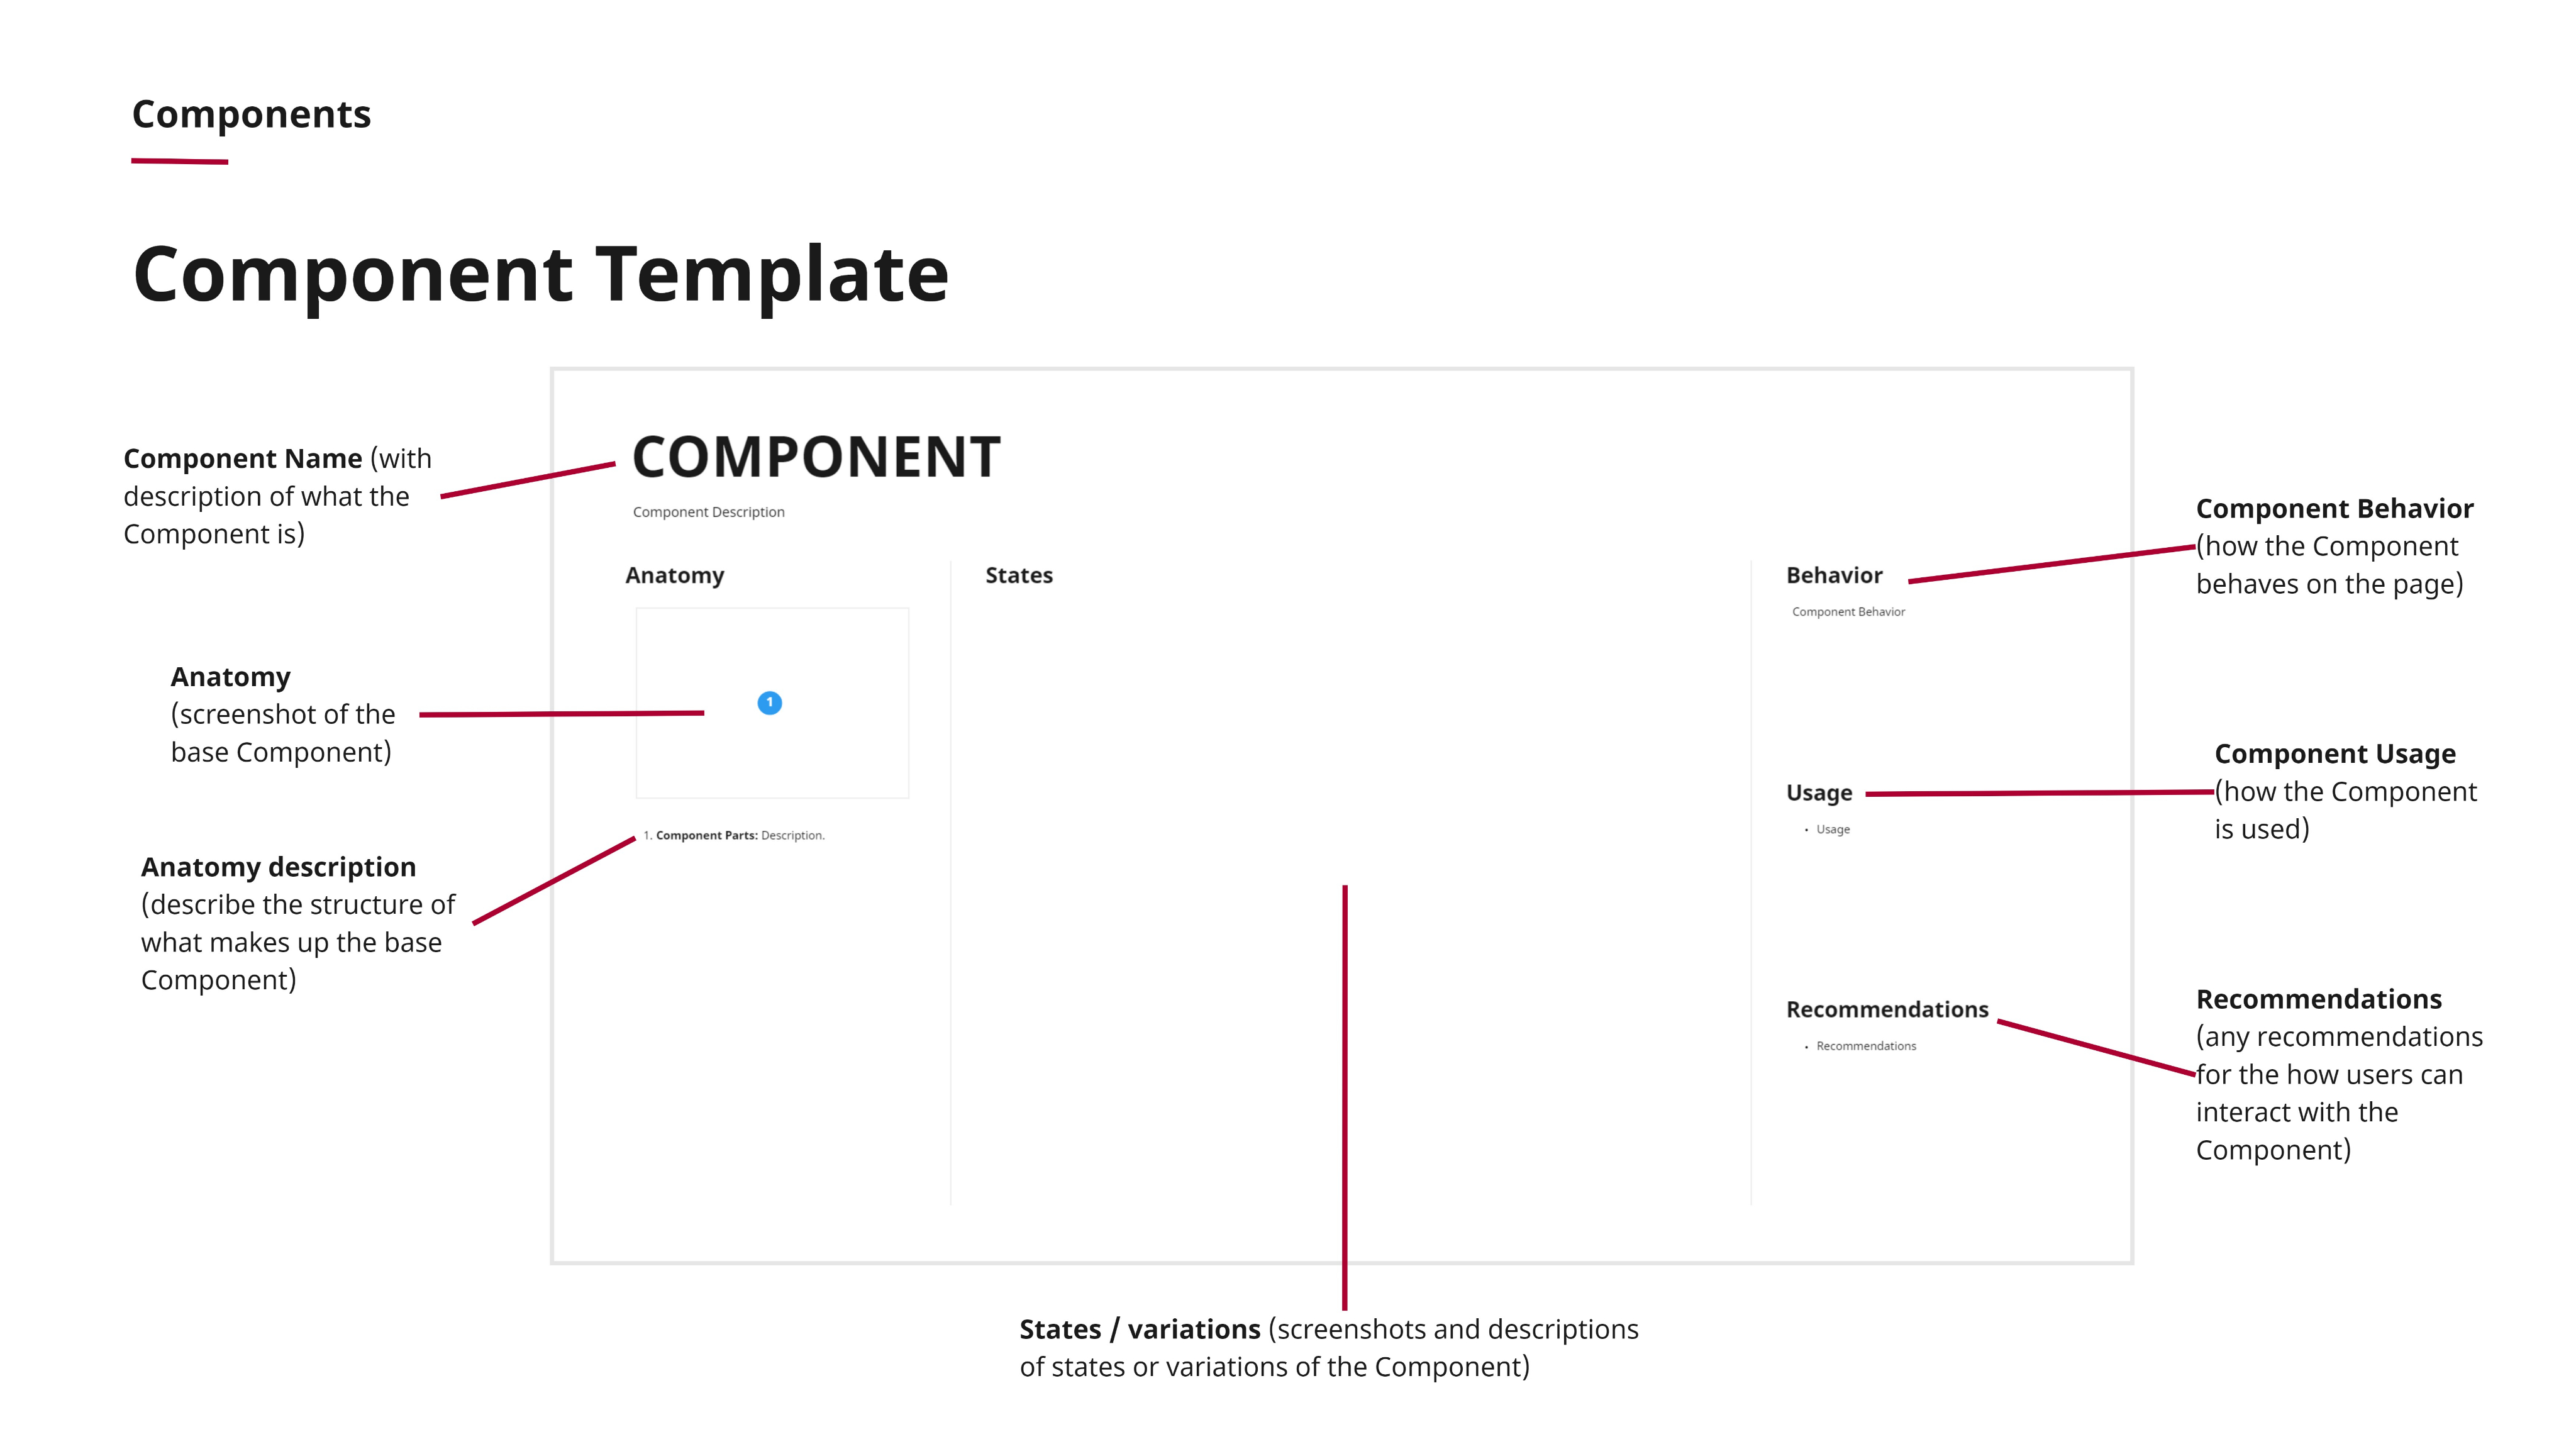 Components
Component Template
Component Name (with
description of what the
Component is)
Anatomy
(screenshot of the
base Component)
Anatomy description
(describe the structure of
what makes up the base
Component)
COMPONENT
Component Description
Anatomy
1
1. Component Parts: Description.
States
Behavior
Component Behavior
Usage
• Usage
Recommendations
• Recommendations
Component Behavior
(how the Component
behaves on the page)
Component Usage
(how the Component
is used)
Recommendations
(any recommendations
for the how users can
interact with the
Component)
States / variations (screenshots and descriptions
of states or variations of the Component)